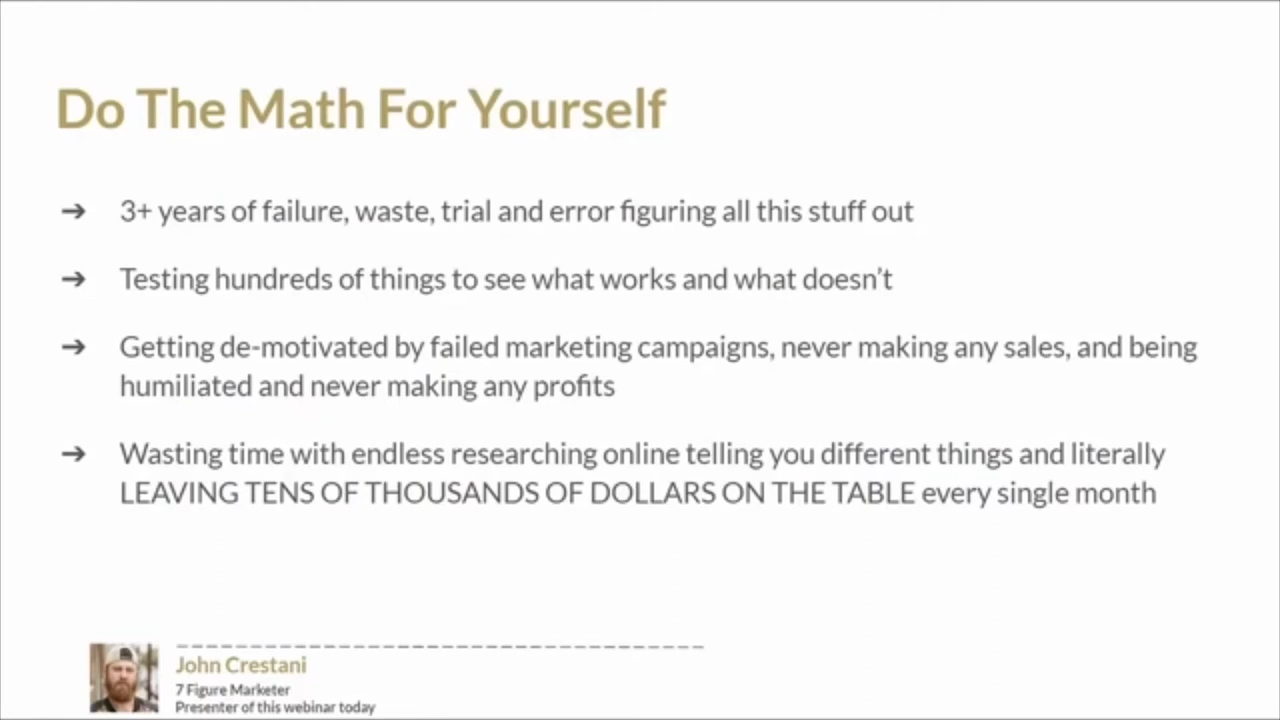 Do The Math For Yourself
➔ 3+ years of failure, waste, trial and error figuring all this stuff out
➔ Testing hundreds of things to see what works and what doesn’t
➔ Getting de-motivated by failed marketing campaigns, never making any sales, and being
humiliated and never making any profits
➔ Wasting time with endless researching online telling you different things and literally
LEAVING TENS OF THOUSANDS OF DOLLARS ON THE TABLE every single month
John Crestani
7 Figure Marketer
Presenter of this webinar today